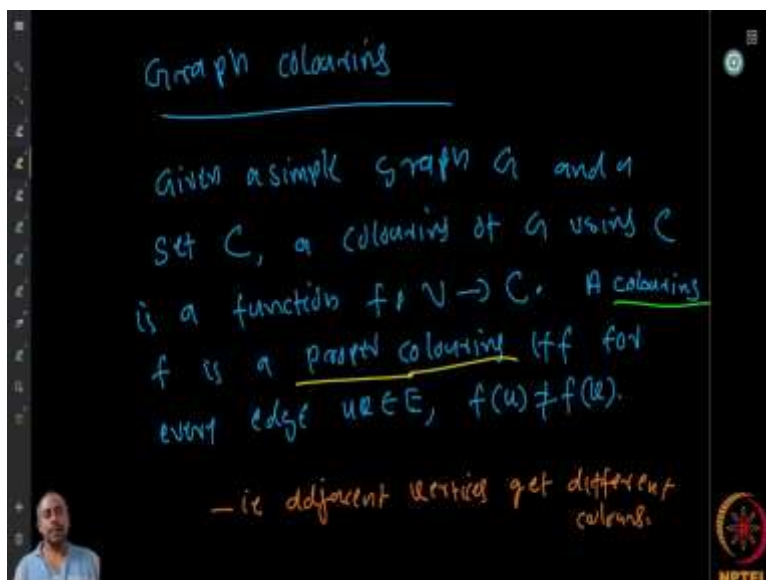 Graph colouring
Given a simple graph G and a
set C, a colouring of G using C
is a function f: V → C. A colouring
f is a proper colouring iff for
every edge uv∈E, f(u)≠f(v).
– ie adjacent vertices get different
colours.
NPTEL